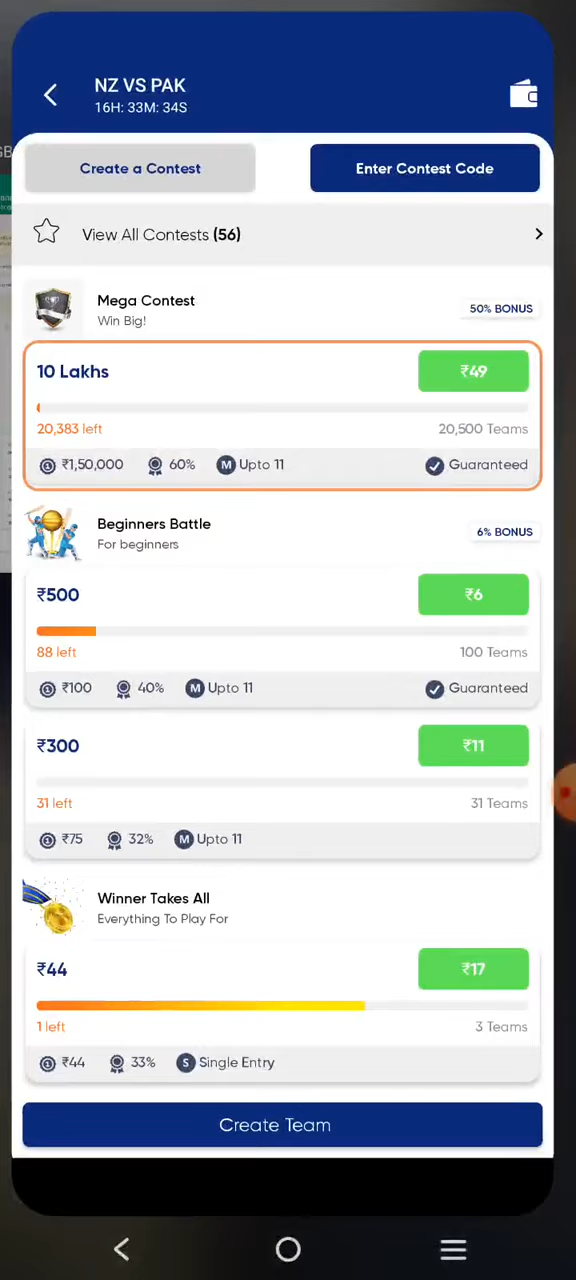 NZ VS PAK
16H: 33M: 34S
Create a Contest
Enter Contest Code
View All Contests (56)
Mega Contest
Win Big!
50% BONUS
10 Lakhs
₹49
20,383 left
20,500 Teams
₹1,50,000
60%
M Upto 11
Guaranteed
Beginners Battle
For beginners
6% BONUS
₹500
₹6
88 left
100 Teams
₹100
40%
M Upto 11
Guaranteed
₹300
₹11
31 left
31 Teams
₹75
32%
M Upto 11
Winner Takes All
Everything To Play For
₹44
₹17
1 left
3 Teams
₹44
33%
S Single Entry
Create Team